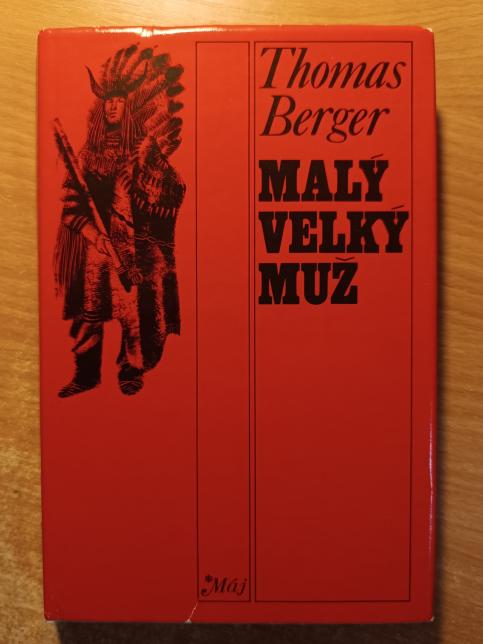 Thomas
Berger
MALÝ
VELKÝ
MUŽ
*Máj